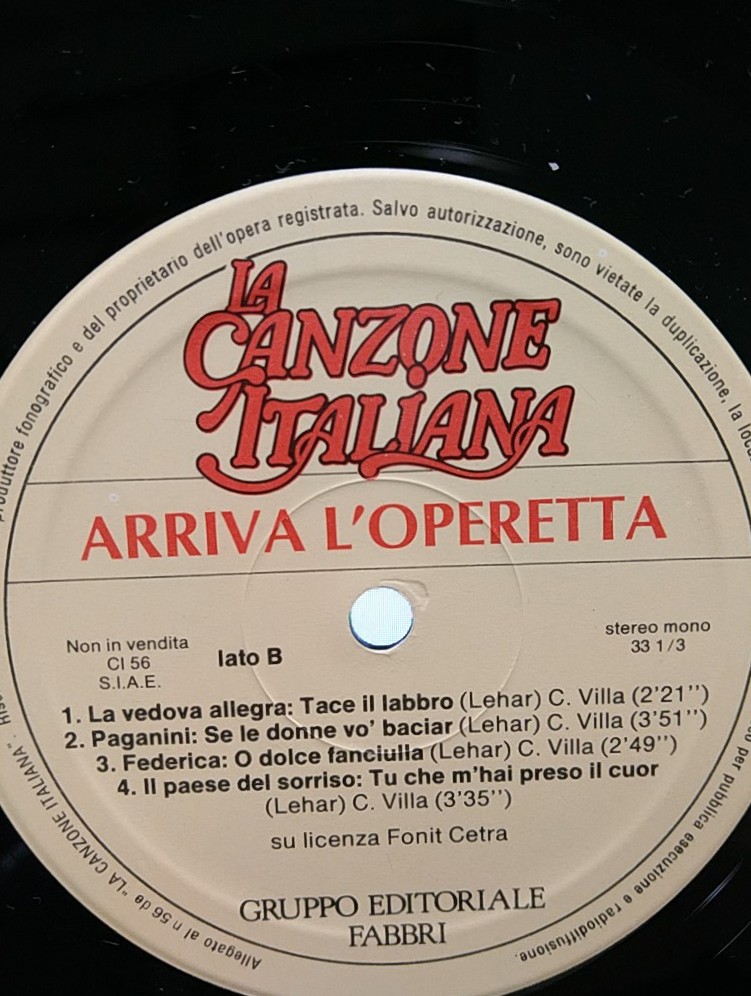 produttore fonografico e del proprietario dell'opera registrata. Salvo autorizzazione, sono vietate la duplicazione, la
LA
CANZONE
ITALIANA
ARRIVA L'OPERETTA
Non in vendita
CI 56
S.I.A.E.
lato B
stereo mono
33 1/3
1. La vedova allegra: Tace il labbro (Lehar) C. Villa (2'21'')
2. Paganini: Se le donne vo' baciar (Lehar) C. Villa (3'51'')
3. Federica: O dolce fanciulla (Lehar) C. Villa (2'49'')
4. Il paese del sorriso: Tu che m'hai preso il cuor
(Lehar) C. Villa (3'35'')
su licenza Fonit Cetra
GRUPPO EDITORIALE
FABBRI
per pubblica esecuzione e radiodiffusione.
Allegato al n 56 de "LA CANZONE ITALIANA".